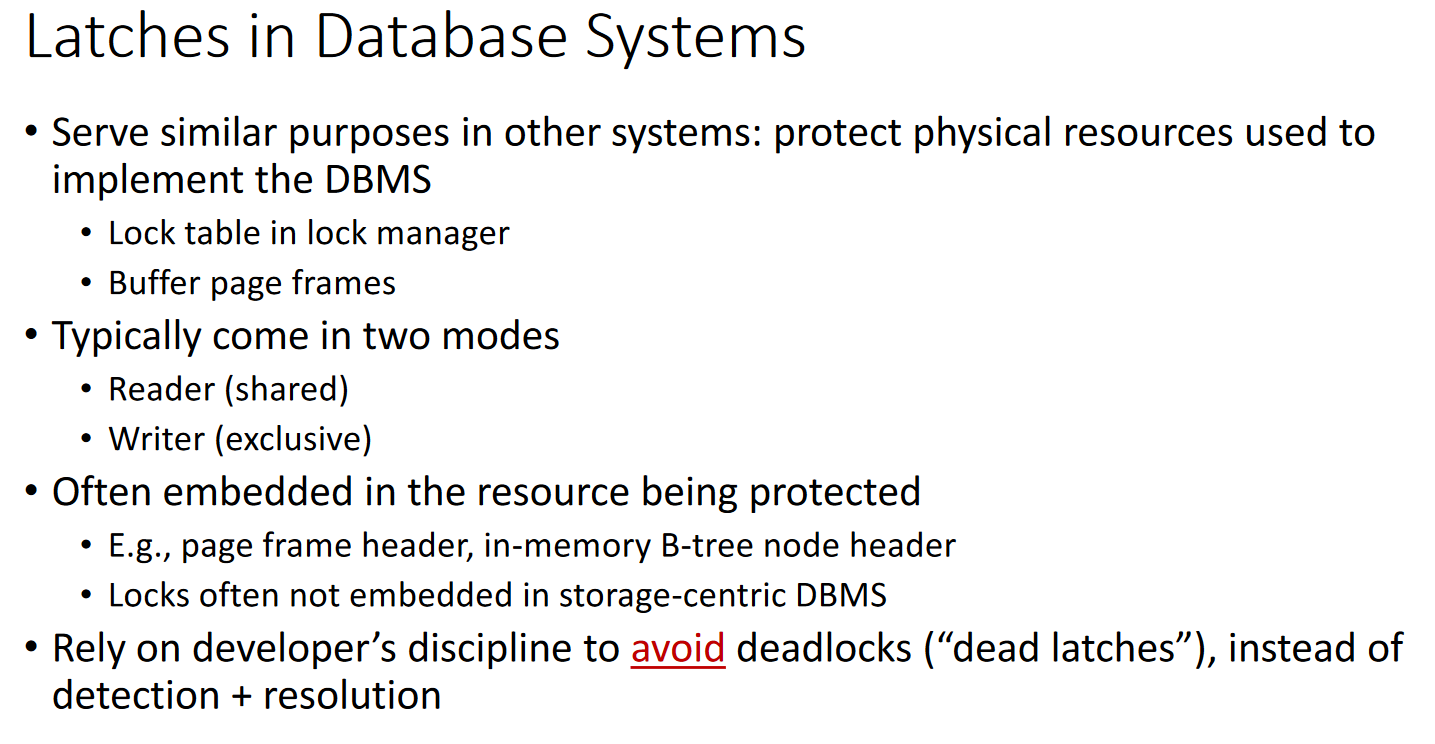 Latches in Database Systems
• Serve similar purposes in other systems: protect physical resources used to
implement the DBMS
• Lock table in lock manager
• Buffer page frames
• Typically come in two modes
• Reader (shared)
• Writer (exclusive)
• Often embedded in the resource being protected
• E.g., page frame header, in-memory B-tree node header
• Locks often not embedded in storage-centric DBMS
• Rely on developer’s discipline to avoid deadlocks (“dead latches”), instead of
detection + resolution